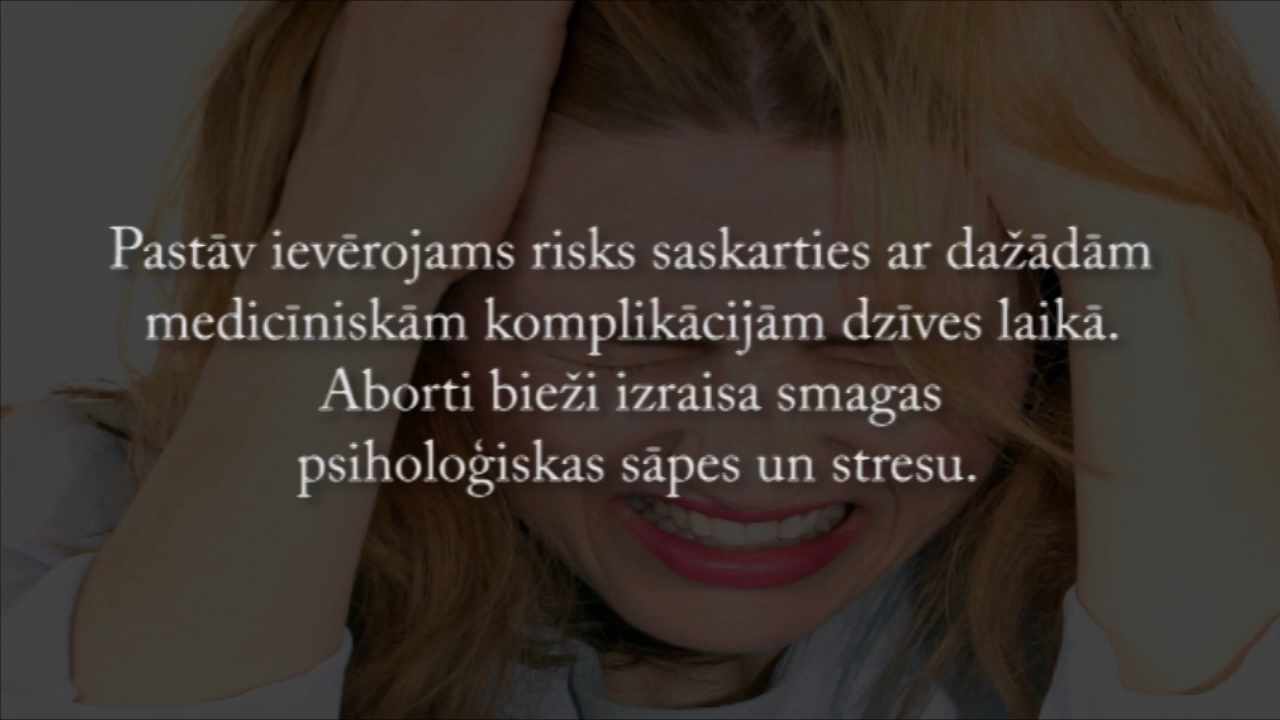 Pastāv ievērojams risks saskarties ar dažādām
medicīniskām komplikācijām dzīves laikā.
Aborti bieži izraisa smagas
psiholoģiskas sāpes un stresu.